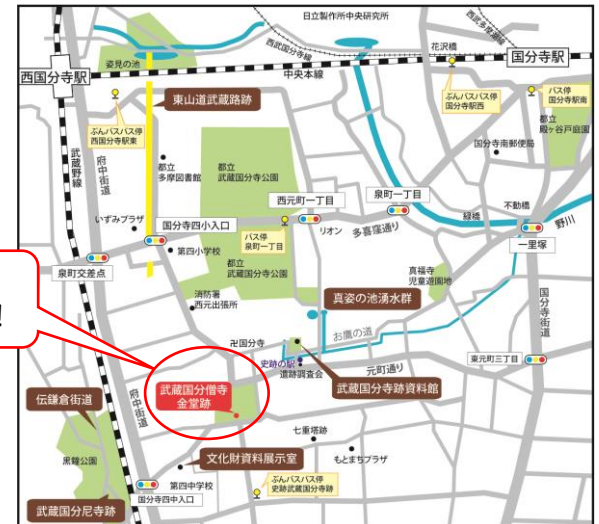 日立製作所中央研究所
西武国分寺線
西武多摩湖線
花沢橋
国分寺駅
姿見の池
中央本線
西国分寺駅
東山道武蔵路跡
ぶんバスバス停
西国分寺駅東
ぶんバスバス停
国分寺駅西
バス停
国分寺駅南
都立
殿ヶ谷戸庭園
国分寺南郵便局
武蔵野線
府中街道
都立
多摩図書館
都立
武蔵国分寺公園
西元町一丁目
泉町一丁目
いずみプラザ
国分寺四小入口
バス停
泉町一丁目
リオン
多喜窪通り
緑橋
不動橋
野川
一里塚
泉町交差点
第四小学校
都立
武蔵国分寺公園
真福寺
児童遊園地
消防署
西元出張所
真姿の池湧水群
国分寺街道
!
お鷹の道
卍国分寺
史跡の駅
遺跡調査会
元町通り
東元町三丁目
武蔵国分僧寺
金堂跡
武蔵国分寺跡資料館
伝鎌倉街道
府中街道
七重塔跡
黒鐘公園
文化財資料展示室
もとまちプラザ
第四中学校
ぶんバスバス停
史跡武蔵国分寺跡
国分寺四中入口
武蔵国分尼寺跡